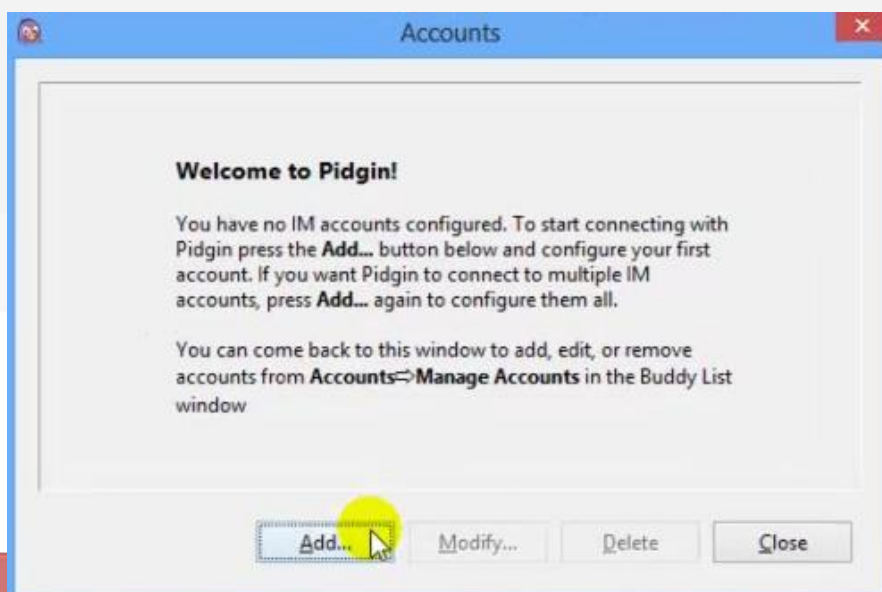 Accounts
Welcome to Pidgin!
You have no IM accounts configured. To start connecting with
Pidgin press the Add... button below and configure your first
account. If you want Pidgin to connect to multiple IM
accounts, press Add... again to configure them all.
You can come back to this window to add, edit, or remove
accounts from Accounts⇨Manage Accounts in the Buddy List
window
Add... Modify... Delete Close